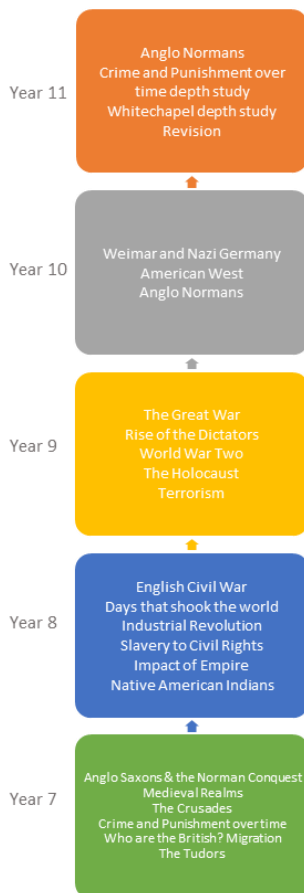 Year 11
Anglo Normans
Crime and Punishment over
time depth study
Whitechapel depth study
Revision
Year 10
Weimar and Nazi Germany
American West
Anglo Normans
Year 9
The Great War
Rise of the Dictators
World War Two
The Holocaust
Terrorism
Year 8
English Civil War
Days that shook the world
Industrial Revolution
Slavery to Civil Rights
Impact of Empire
Native American Indians
Year 7
Anglo Saxons & the Norman Conquest
Medieval Realms
The Crusades
Crime and Punishment over time
Who are the British? Migration
The Tudors